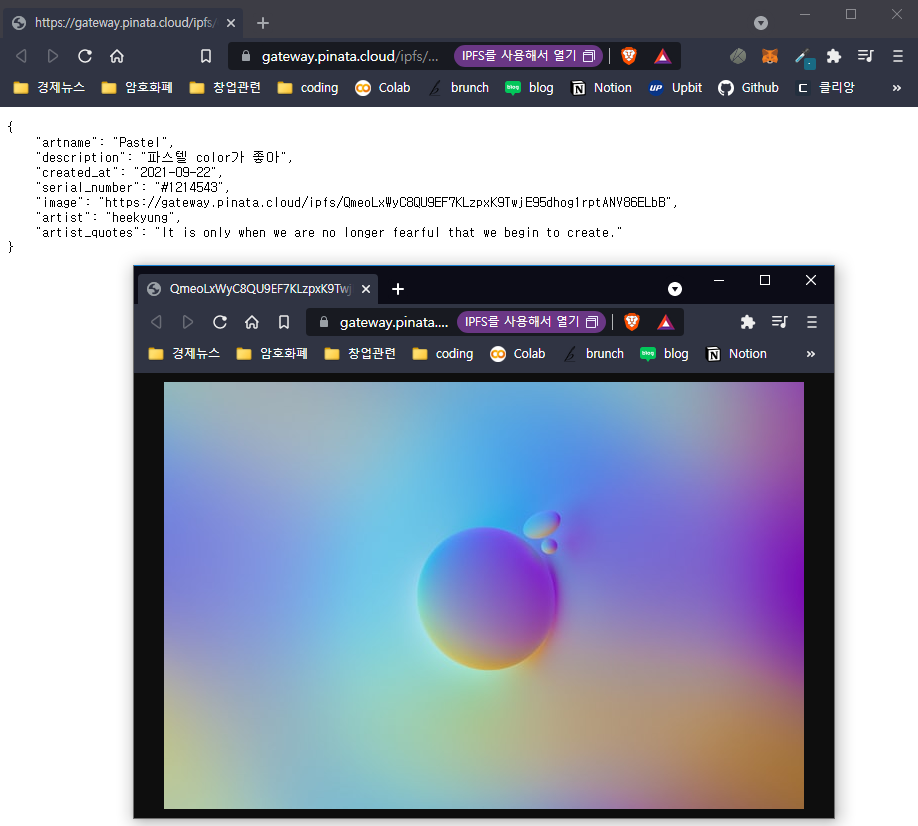 https://gateway.pinata.cloud/ipfs/
gateway.pinata.cloud/ipfs/... IPFS를 사용해서 열기
경제뉴스 암호화폐 창업관련 coding Colab brunch blog Notion Upbit Github 클리앙 »
{
"artname": "Pastel",
"description": "파스텔 color가 좋아",
"created_at": "2021-09-22",
"serial_number": "#1214543",
"image": "https://gateway.pinata.cloud/ipfs/QmeoLxWyC8QU9EF7KLzpxK9TwjE95dhog1rptANY86ELbB",
"artist": "heekyung",
"artist_quotes": "It is only when we are no longer fearful that we begin to create."
}
QmeoLxWyC8QU9EF7KLzpxK9Twj
gateway.pinata.... IPFS를 사용해서 열기
경제뉴스 암호화폐 창업관련 coding Colab brunch blog Notion »